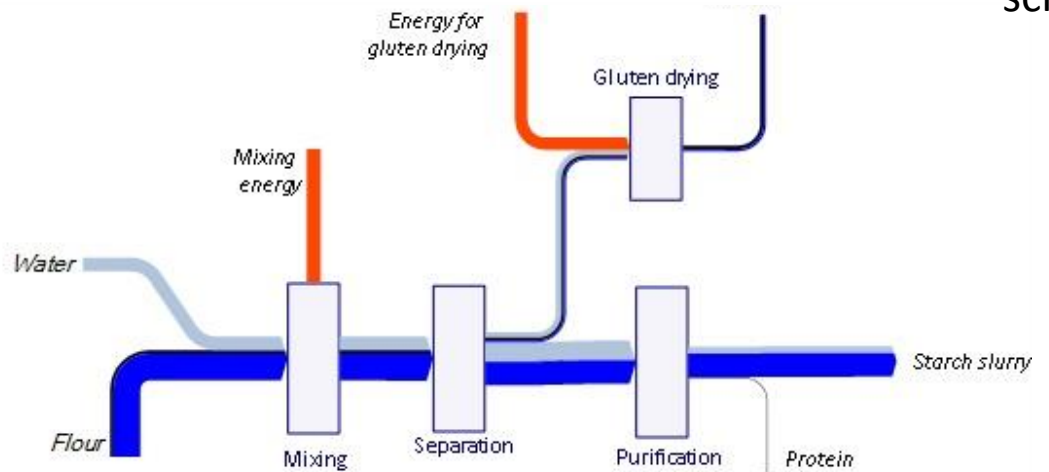 Energy for
gluten drying
Gluten drying
Mixing
energy
Water
Flour
Mixing
Separation
Purification
Starch slurry
Protein